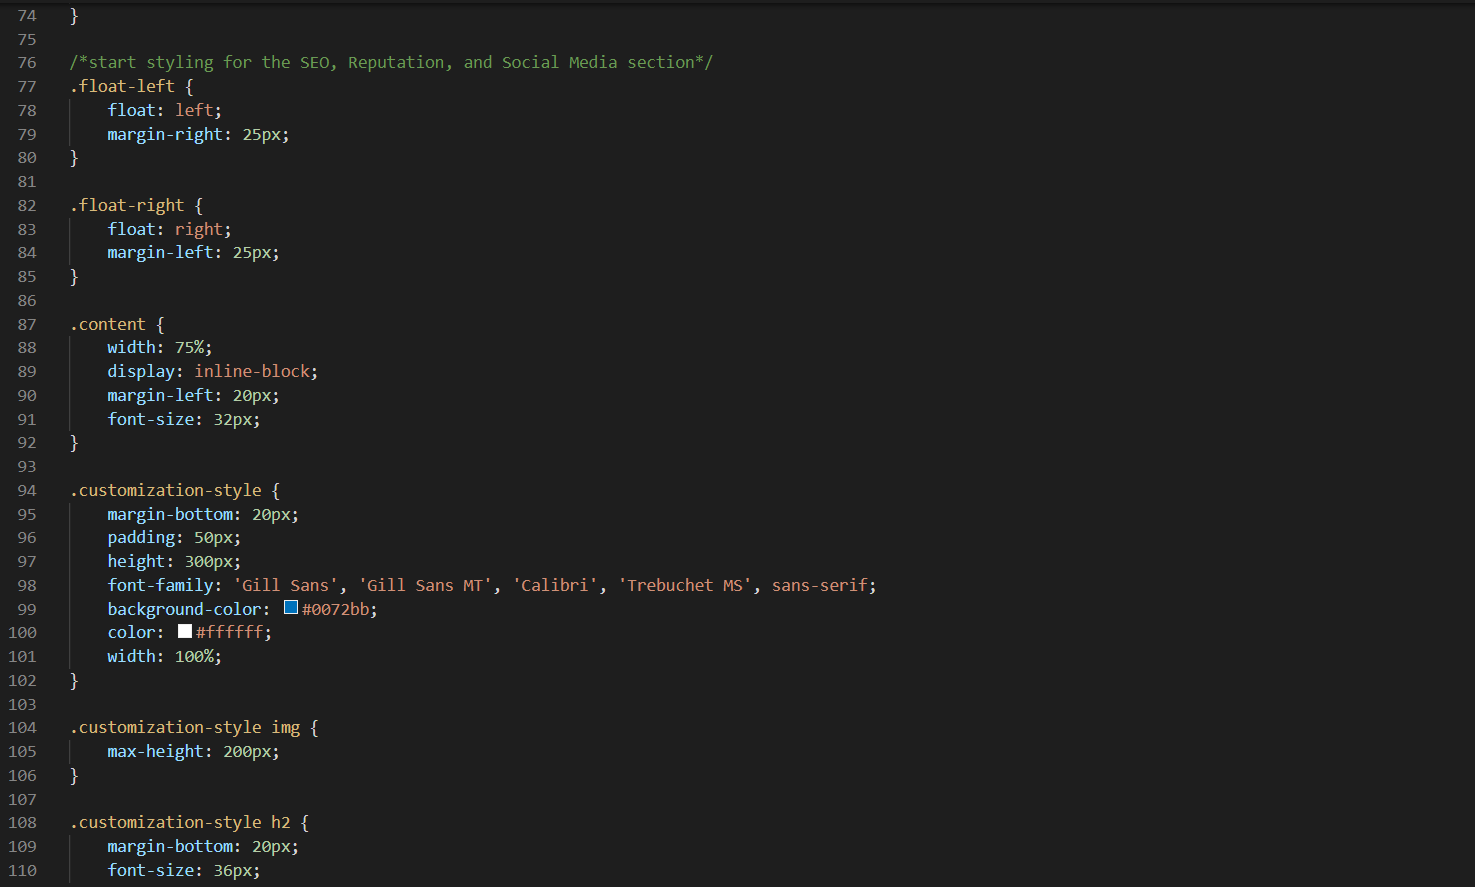 74 }
75
76 /*start styling for the SEO, Reputation, and Social Media section*/
77 .float-left {
78     float: left;
79     margin-right: 25px;
80 }
81
82 .float-right {
83     float: right;
84     margin-left: 25px;
85 }
86
87 .content {
88     width: 75%;
89     display: inline-block;
90     margin-left: 20px;
91     font-size: 32px;
92 }
93
94 .customization-style {
95     margin-bottom: 20px;
96     padding: 50px;
97     height: 300px;
98     font-family: 'Gill Sans', 'Gill Sans MT', 'Calibri', 'Trebuchet MS', sans-serif;
99     background-color: #0072bb;
100     color: #ffffff;
101     width: 100%;
102 }
103
104 .customization-style img {
105     max-height: 200px;
106 }
107
108 .customization-style h2 {
109     margin-bottom: 20px;
110     font-size: 36px;